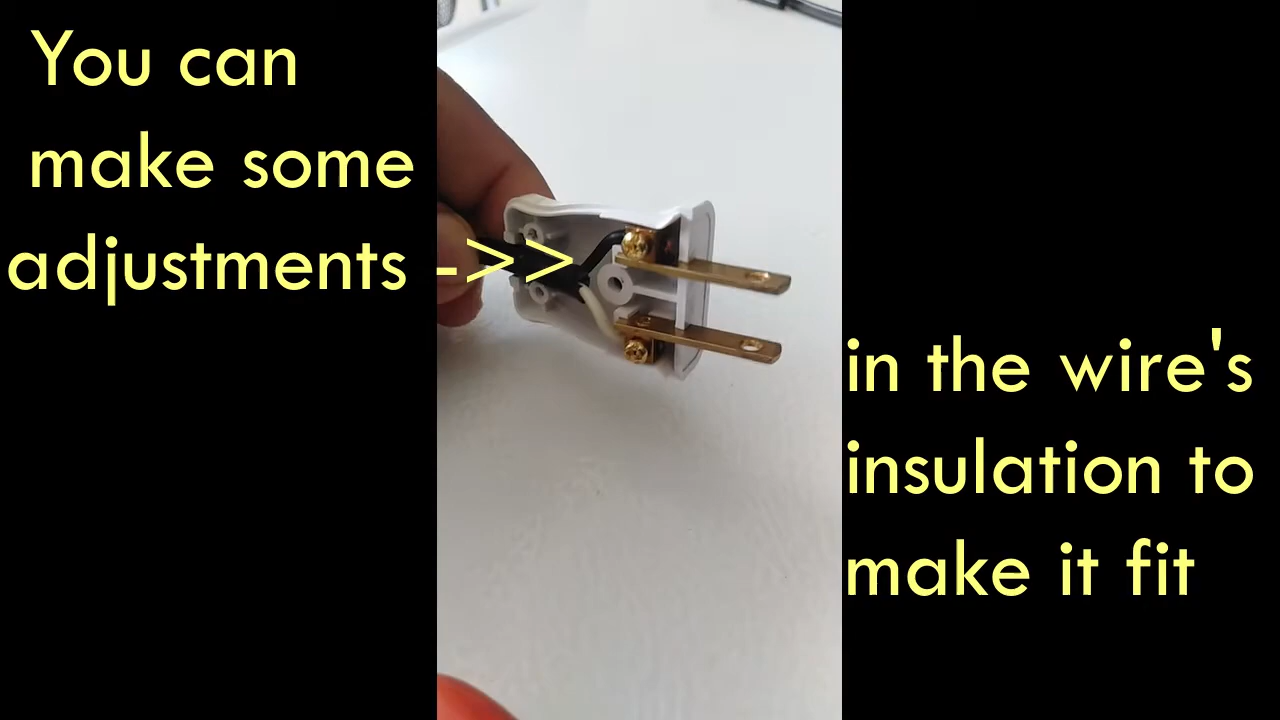 You can
make some
adjustments ->>
in the wire's
insulation to
make it fit